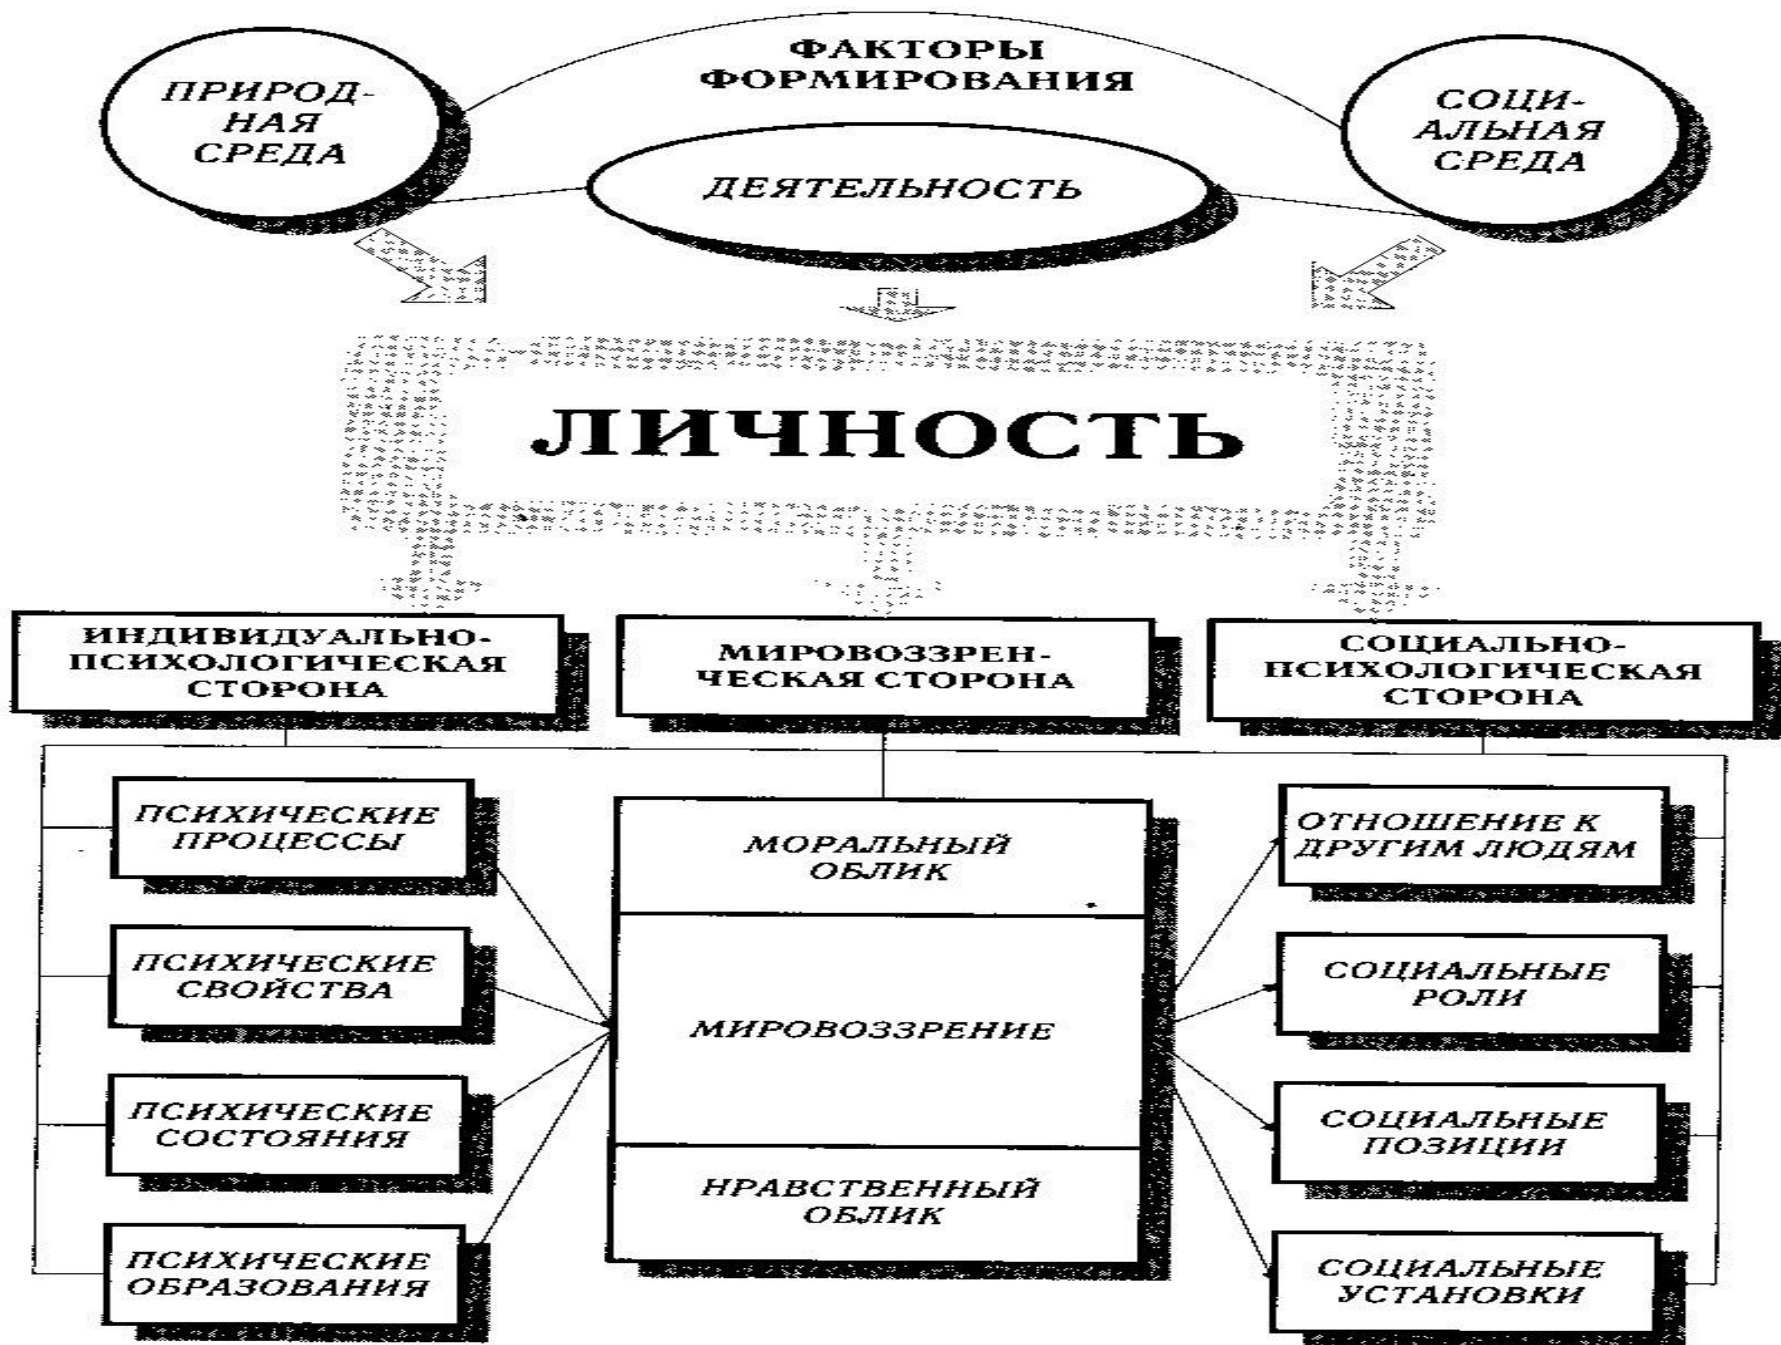 ФАКТОРЫ
ФОРМИРОВАНИЯ
ПРИРОД-
НАЯ
СРЕДА
ДЕЯТЕЛЬНОСТЬ
СОЦИ-
АЛЬНАЯ
СРЕДА
ЛИЧНОСТЬ
ИНДИВИДУАЛЬНО-
ПСИХОЛОГИЧЕСКАЯ
СТОРОНА
МИРОВОЗЗРЕН-
ЧЕСКАЯ СТОРОНА
СОЦИАЛЬНО-
ПСИХОЛОГИЧЕСКАЯ
СТОРОНА
ПСИХИЧЕСКИЕ
ПРОЦЕССЫ
ПСИХИЧЕСКИЕ
СВОЙСТВА
ПСИХИЧЕСКИЕ
СОСТОЯНИЯ
ПСИХИЧЕСКИЕ
ОБРАЗОВАНИЯ
МОРАЛЬНЫЙ
ОБЛИК
МИРОВОЗЗРЕНИЕ
НРАВСТВЕННЫЙ
ОБЛИК
ОТНОШЕНИЕ К
ДРУГИМ ЛЮДЯМ
СОЦИАЛЬНЫЕ
РОЛИ
СОЦИАЛЬНЫЕ
ПОЗИЦИИ
СОЦИАЛЬНЫЕ
УСТАНОВКИ